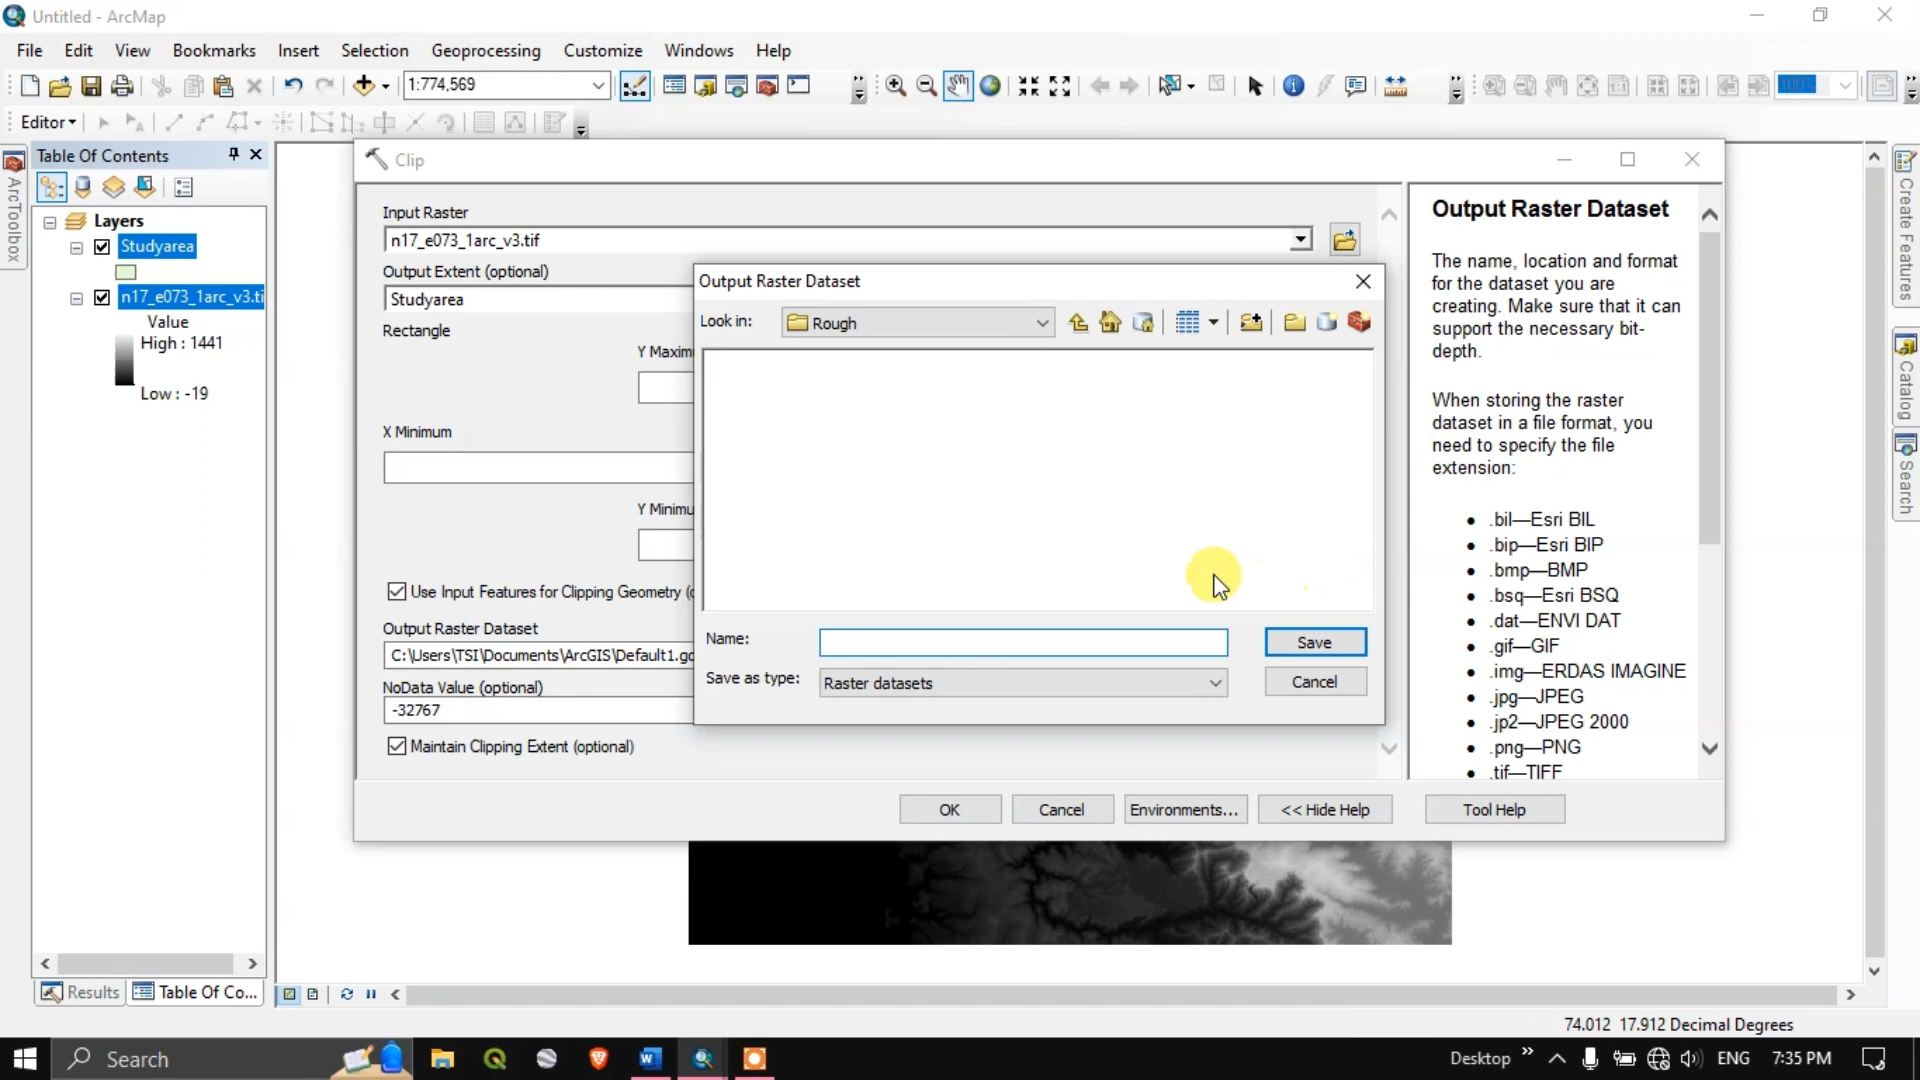 Untitled - ArcMap
File Edit View Bookmarks Insert Selection Geoprocessing Customize Windows Help
1:774,569
100%
Editor
ArcToolbox
Table Of Contents
Layers
Studyarea
n17_e073_1arc_v3.ti
Value
High : 1441
Low : -19
Clip
Input Raster
n17_e073_1arc_v3.tif
Output Extent (optional)
Studyarea
Rectangle
Y Maxim
X Minimum
Y Minimu
Use Input Features for Clipping Geometry (
Output Raster Dataset
C:\Users\TSI\Documents\ArcGIS\Default1.g
NoData Value (optional)
-32767
Maintain Clipping Extent (optional)
Output Raster Dataset
Look in:
Rough
Name:
Save
Save as type:
Raster datasets
Cancel
OK
Cancel
Environments...
<< Hide Help
Tool Help
Output Raster Dataset
The name, location and format
for the dataset you are
creating. Make sure that it can
support the necessary bit-
depth.
When storing the raster
dataset in a file format, you
need to specify the file
extension:
• .bil—Esri BIL
• .bip—Esri BIP
• .bmp—BMP
• .bsq—Esri BSQ
• .dat—ENVI DAT
• .gif—GIF
• .img—ERDAS IMAGINE
• .jpg—JPEG
• .jp2—JPEG 2000
• .png—PNG
• .tif—TIFF
Create Features
Catalog
Search
Results
Table Of Co...
74.012 17.912 Decimal Degrees
Search
Desktop
ENG
7:35 PM